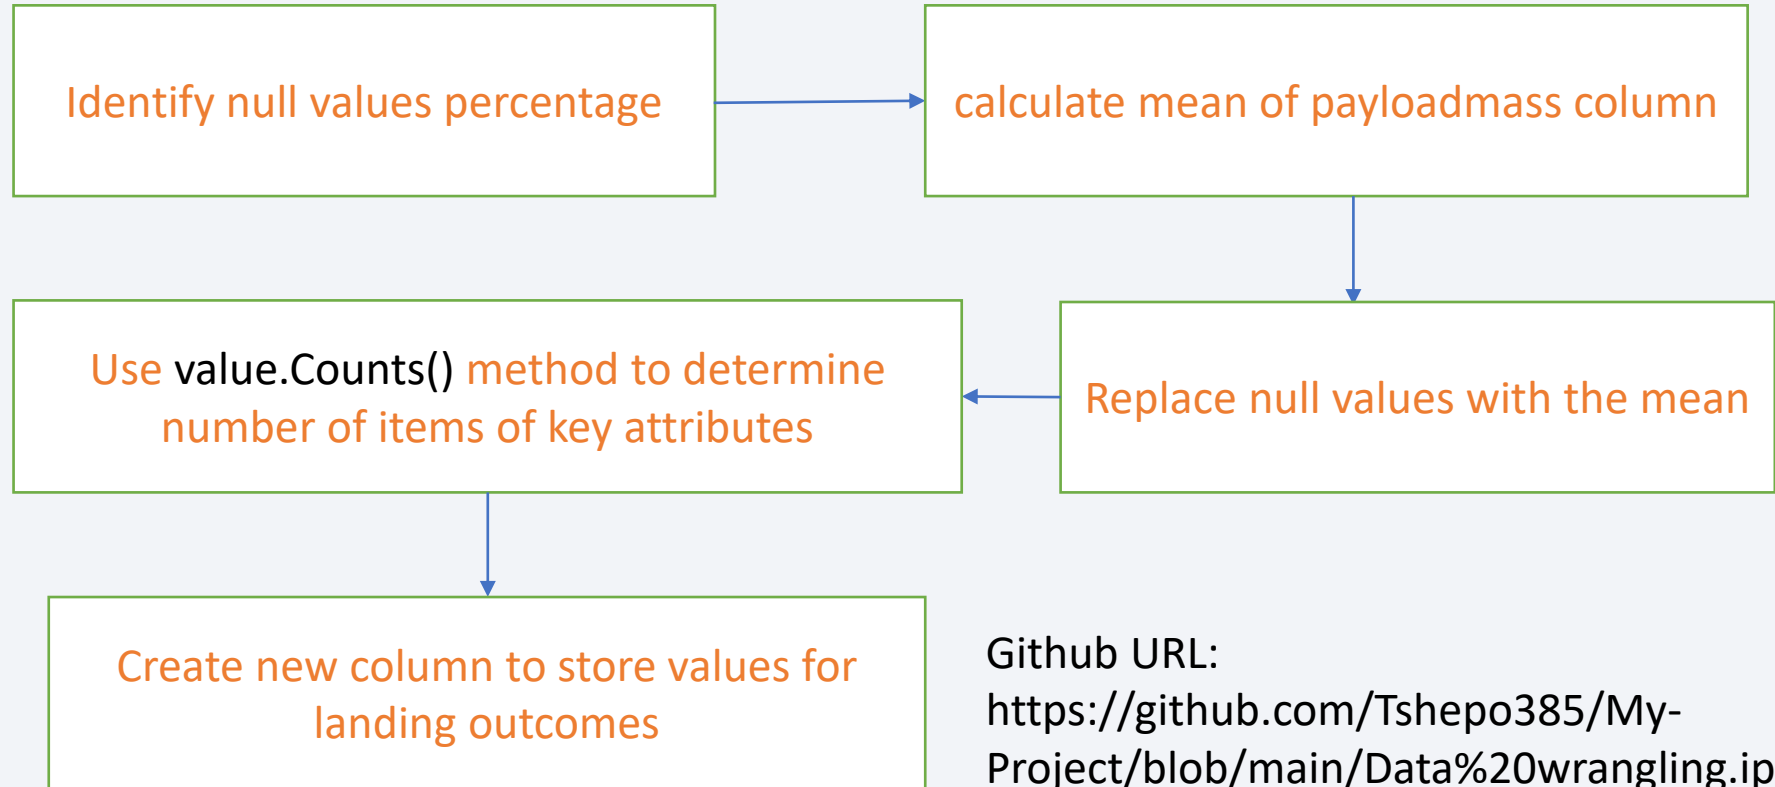 Identify null values percentage
calculate mean of payloadmass column
Replace null values with the mean
Use value.Counts() method to determine
number of items of key attributes
Create new column to store values for
landing outcomes
Github URL:
https://github.com/Tshepo385/My-
Project/blob/main/Data%20wrangling.ip